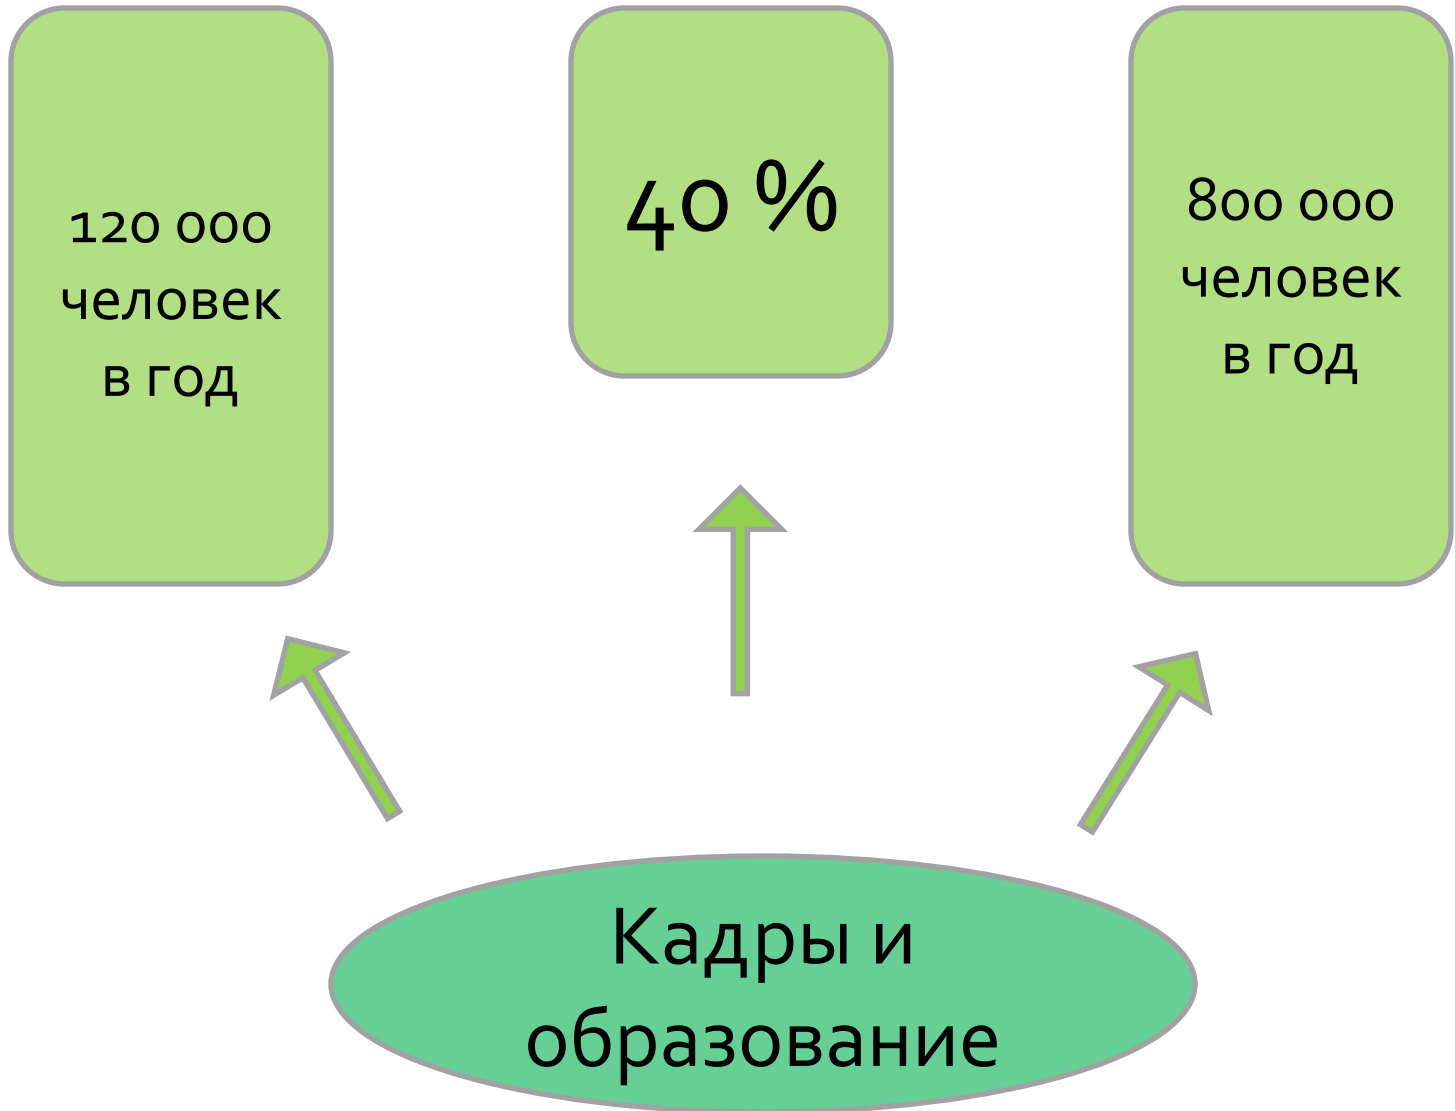 120 000
человек
в год
40 %
800 000
человек
в год
Кадры и
образование